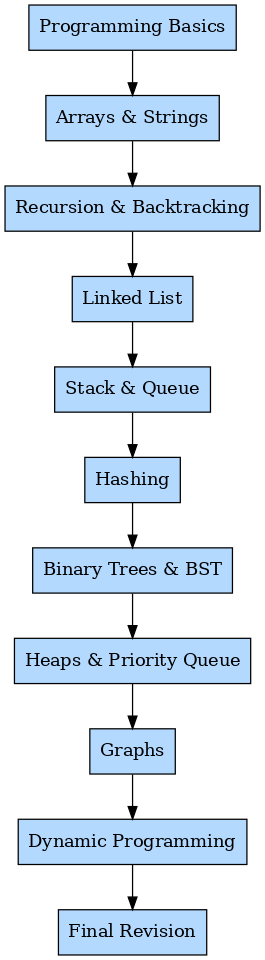 Programming Basics
Arrays & Strings
Recursion & Backtracking
Linked List
Stack & Queue
Hashing
Binary Trees & BST
Heaps & Priority Queue
Graphs
Dynamic Programming
Final Revision